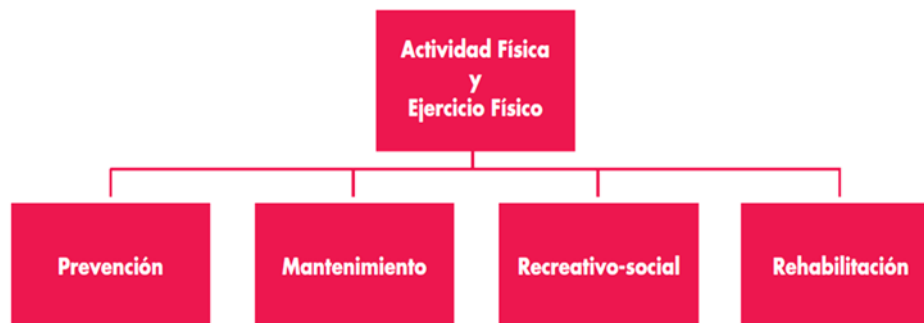 Actividad Física
y
Ejercicio Físico
Prevención
Mantenimiento
Recreativo-social
Rehabilitación